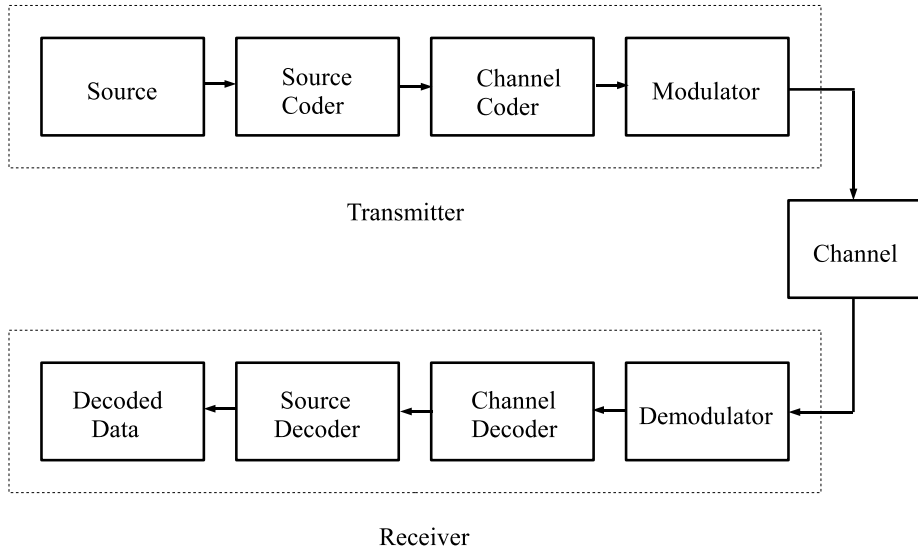 Source
Source
Coder
Channel
Coder
Modulator
Transmitter
Channel
Decoded
Data
Source
Decoder
Channel
Decoder
Demodulator
Receiver